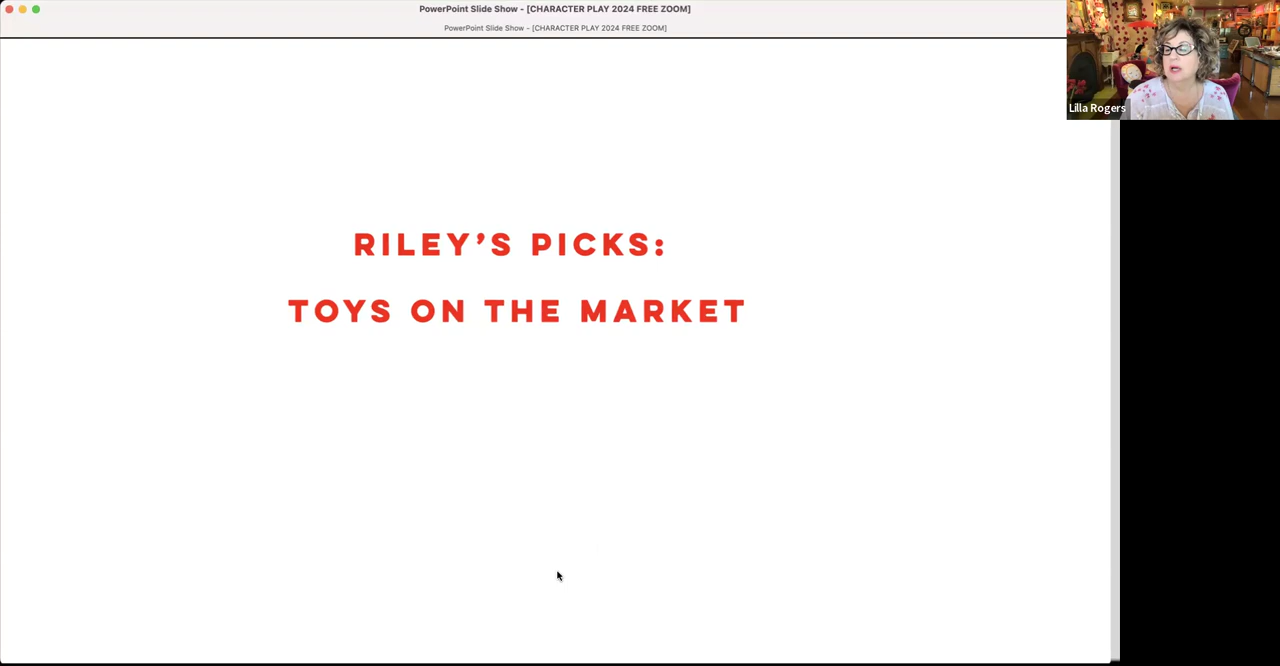 PowerPoint Slide Show - [CHARACTER PLAY 2024 FREE ZOOM]
PowerPoint Slide Show - [CHARACTER PLAY 2024 FREE ZOOM]
Lilla Rogers
RILEY’S PICKS:
TOYS ON THE MARKET